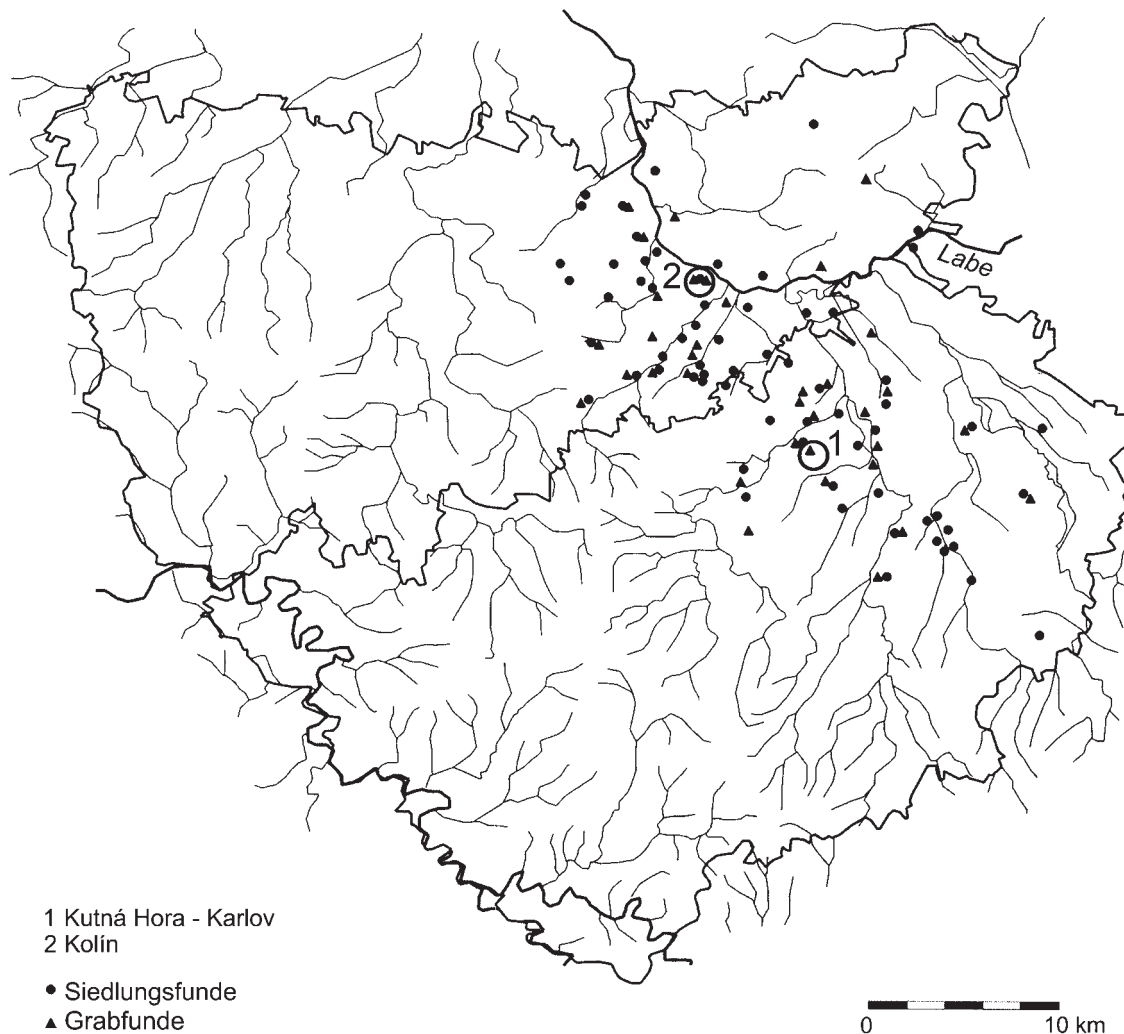 2
Labe
1
1 Kutná Hora - Karlov
2 Kolín
Siedlungsfunde
Grabfunde
0 10 km